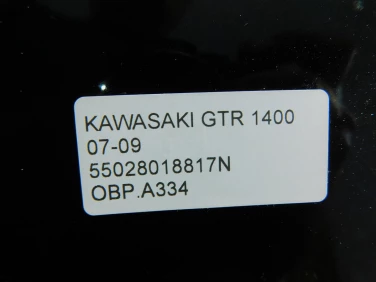 KAWASAKI GTR 1400
07-09
55028018817N
OBP.A334